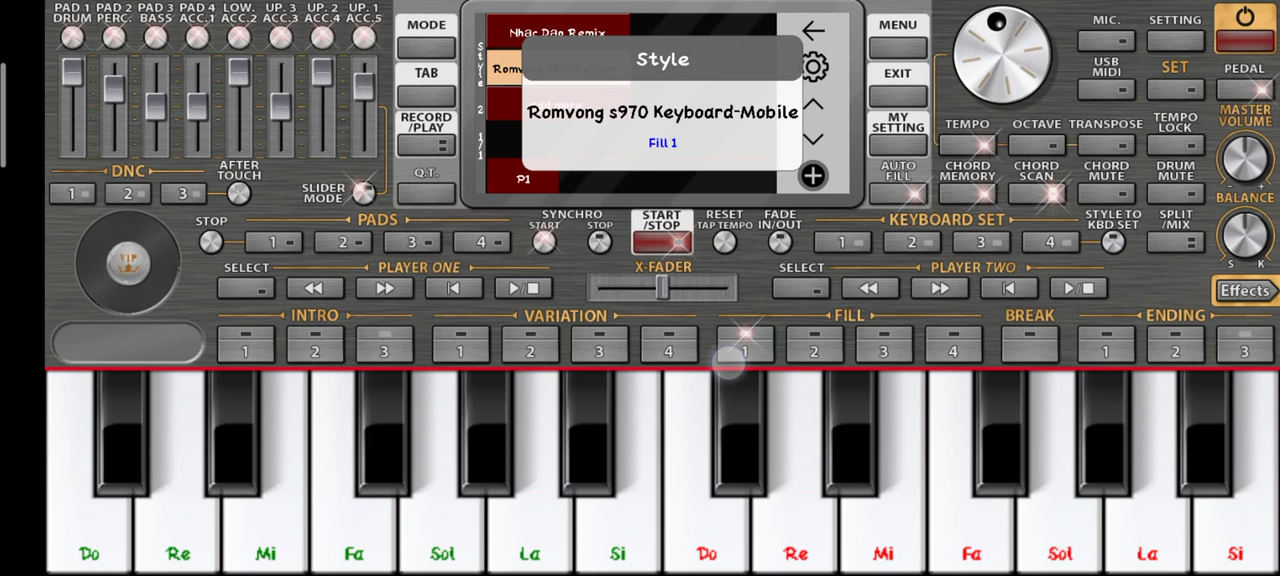 PAD 1 PAD 2 PAD 3 PAD 4 LOW. UP. 3 UP. 2 UP. 1
DRUM PERC. BASS ACC.1 ACC.2 ACC.3 ACC.4 ACC.5
MODE
TAB
RECORD
/PLAY
Q.T.
Nhac Dan Remix
Style
Romvong s970 Keyboard-Mobile
Fill 1
Style
2
1/1
P1
MENU
EXIT
MY
SETTING
AUTO
FILL
MIC. SETTING
USB
MIDI
SET
PEDAL
MASTER
VOLUME
TEMPO OCTAVE TRANSPOSE TEMPO
LOCK
CHORD
MEMORY
CHORD
SCAN
CHORD
MUTE
DRUM
MUTE
- +
BALANCE
S K
DNC
1 2 3
AFTER
TOUCH
SLIDER
MODE
VIP
STOP
PADS
1 2 3 4
SYNCHRO
START STOP
START
/STOP
RESET
TAP TEMPO
FADE
IN/OUT
KEYBOARD SET
1 2 3 4
STYLE TO
KBD SET
SPLIT
/MIX
SELECT PLAYER ONE
X-FADER
SELECT PLAYER TWO
Effects
INTRO
1 2 3
VARIATION
1 2 3 4
FILL
1 2 3 4
BREAK
ENDING
1 2 3
Do Re Mi Fa Sol La Si Do Re Mi Fa Sol La Si